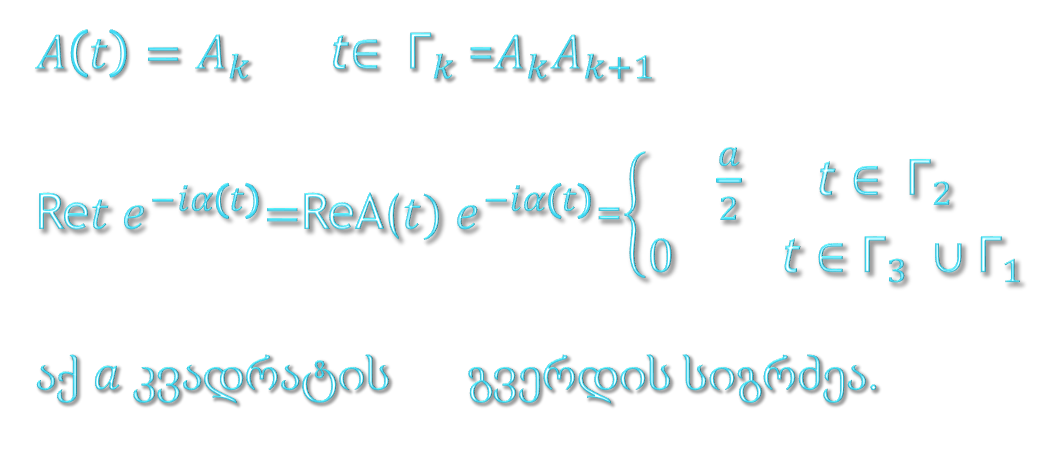 A(t) = A_k t∈ Γ_k =A_kA_{k+1}
Ret e^{−iα(t)}=ReA(t) e^{−iα(t)}={ a/2 t ∈ Γ_2
0 t ∈ Γ_3 ∪ Γ_1
აქ a კვადრატის გვერდის სიგრძეა.